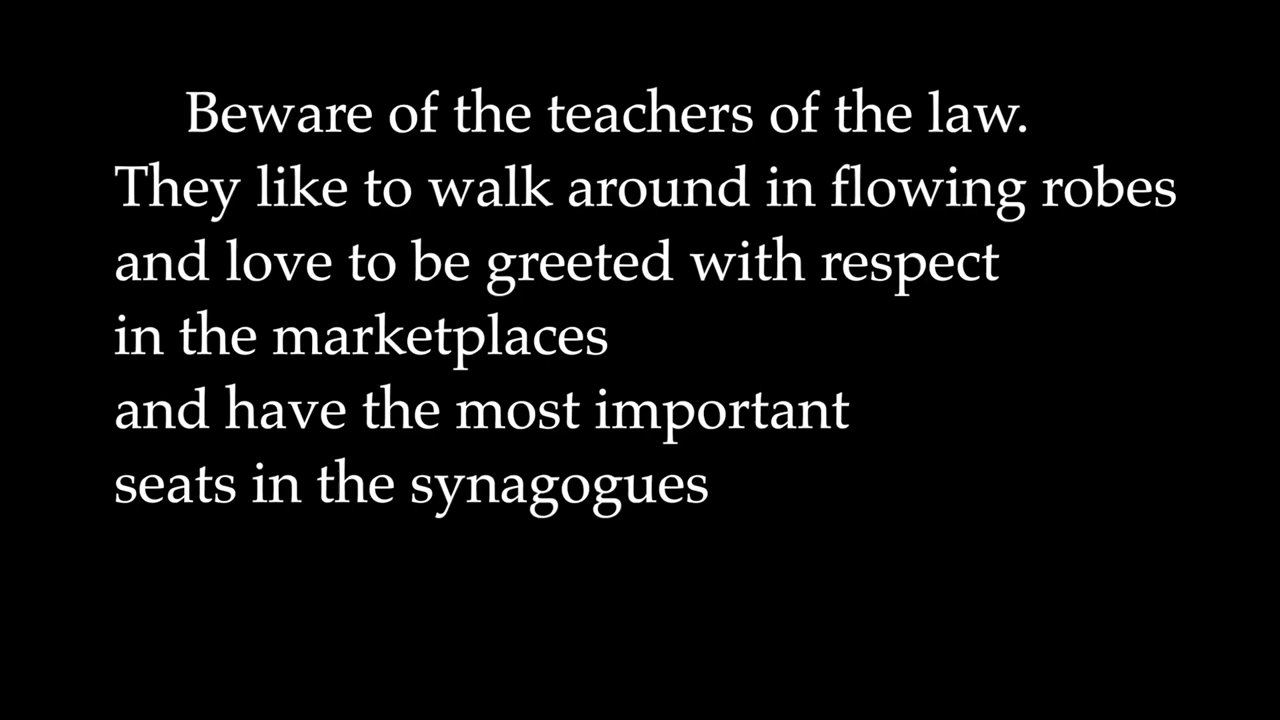 Beware of the teachers of the law.
They like to walk around in flowing robes
and love to be greeted with respect
in the marketplaces
and have the most important
seats in the synagogues